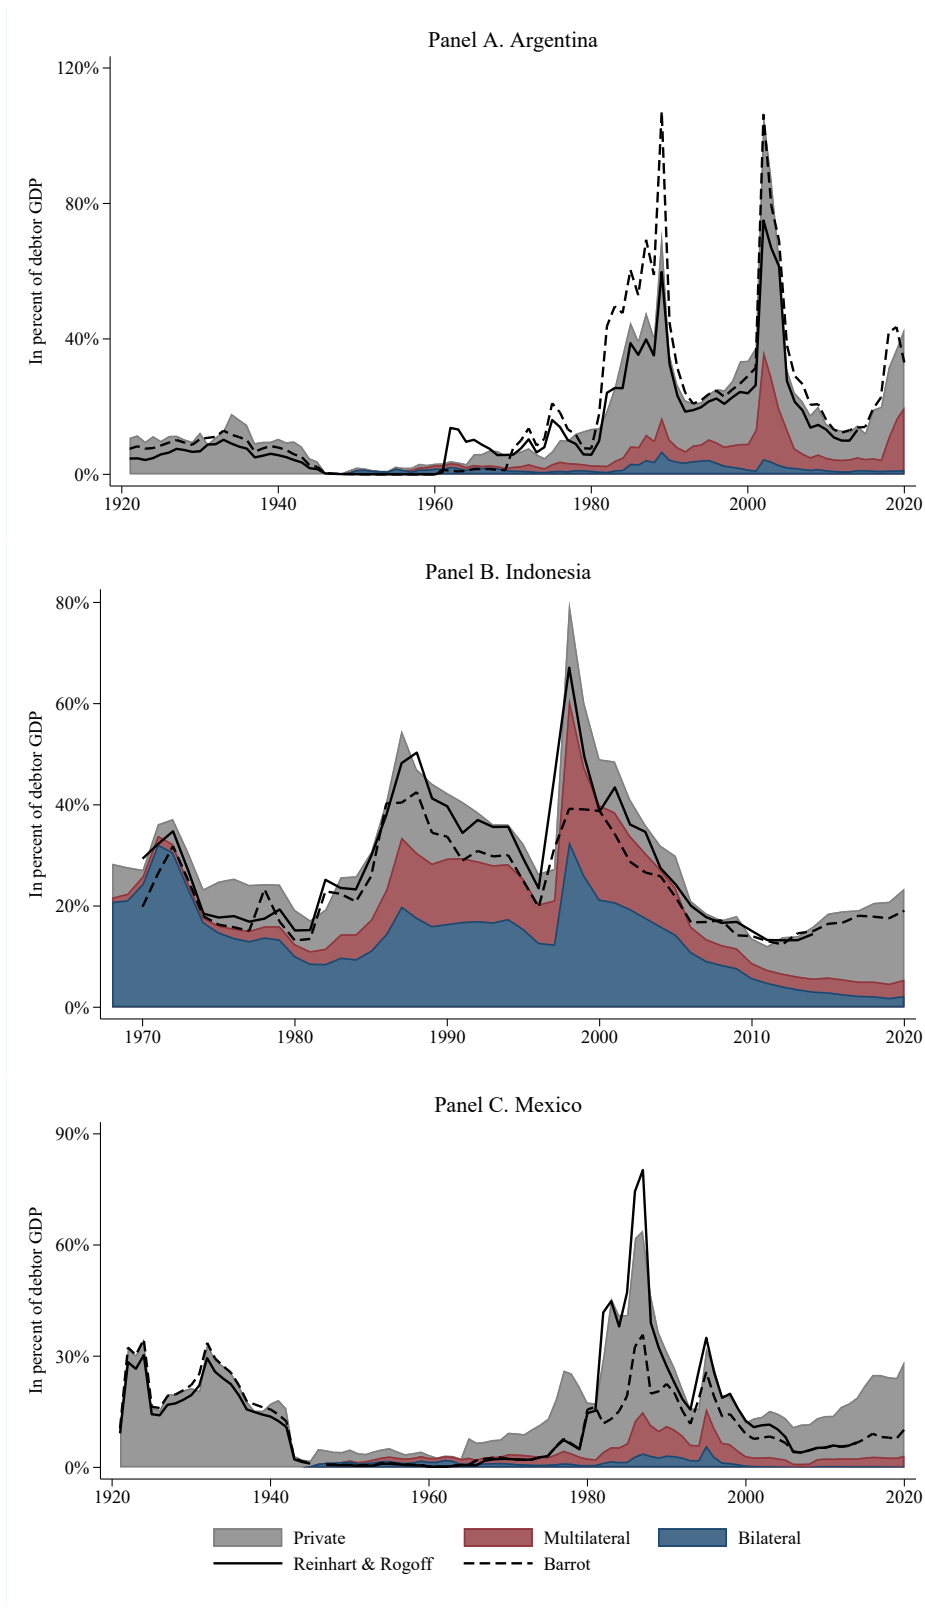 Panel A. Argentina
In percent of debtor GDP
120%
80%
40%
0%
1920 1940 1960 1980 2000 2020
Panel B. Indonesia
In percent of debtor GDP
80%
60%
40%
20%
0%
1970 1980 1990 2000 2010 2020
Panel C. Mexico
In percent of debtor GDP
90%
60%
30%
0%
1920 1940 1960 1980 2000 2020
Private Multilateral Bilateral
Reinhart & Rogoff Barrot